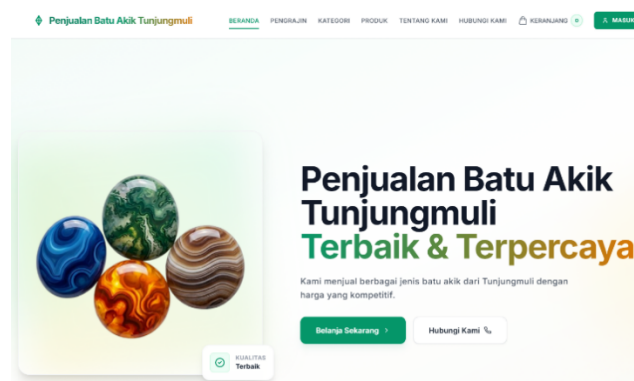 Penjualan Batu Akik Tunjungmuli
BERANDA PENGRAJIN KATEGORI PRODUK TENTANG KAMI HUBUNGI KAMI KERANJANG MASUK
Penjualan Batu Akik
Tunjungmuli
Terbaik & Terpercaya
Kami menjual berbagai jenis batu akik dari Tunjungmuli dengan
harga yang kompetitif.
Belanja Sekarang
Hubungi Kami
KUALITAS
Terbaik